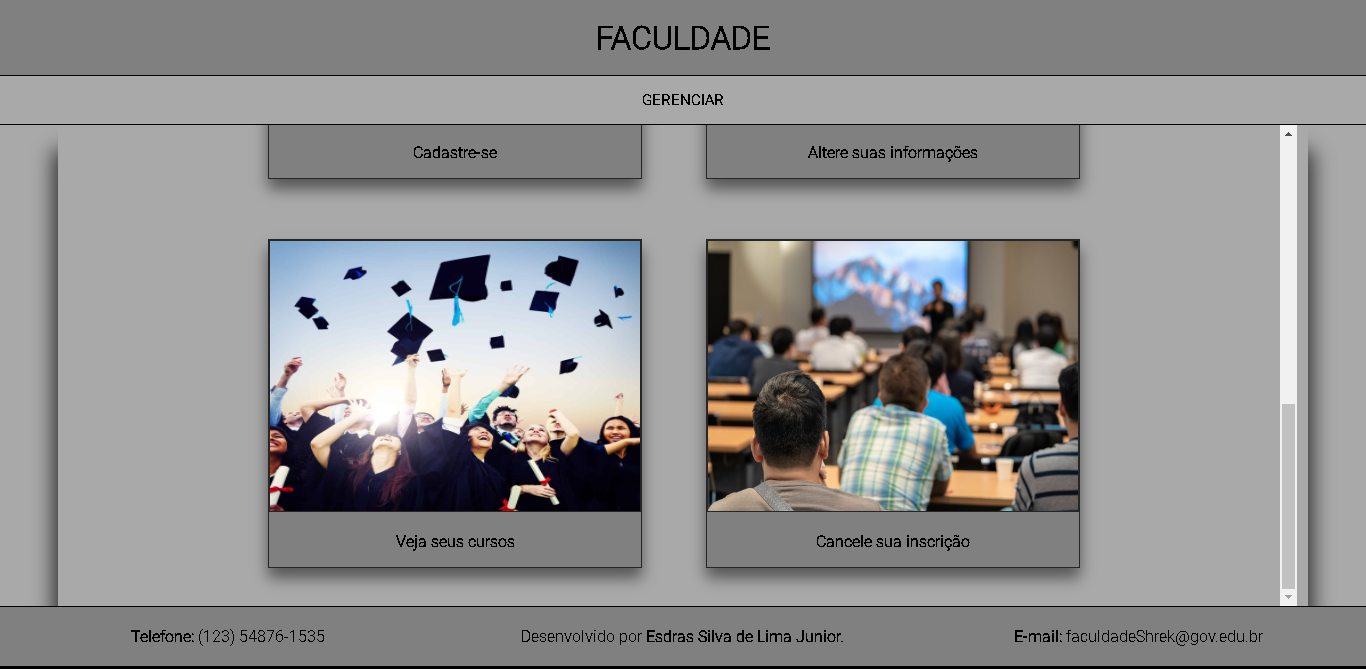 FACULDADE
GERENCIAR
Cadastre-se
Altere suas informações
Veja seus cursos
Cancele sua inscrição
Telefone: (123) 54876-1535
Desenvolvido por Esdras Silva de Lima Junior.
E-mail: faculdadeShrek@gov.edu.br